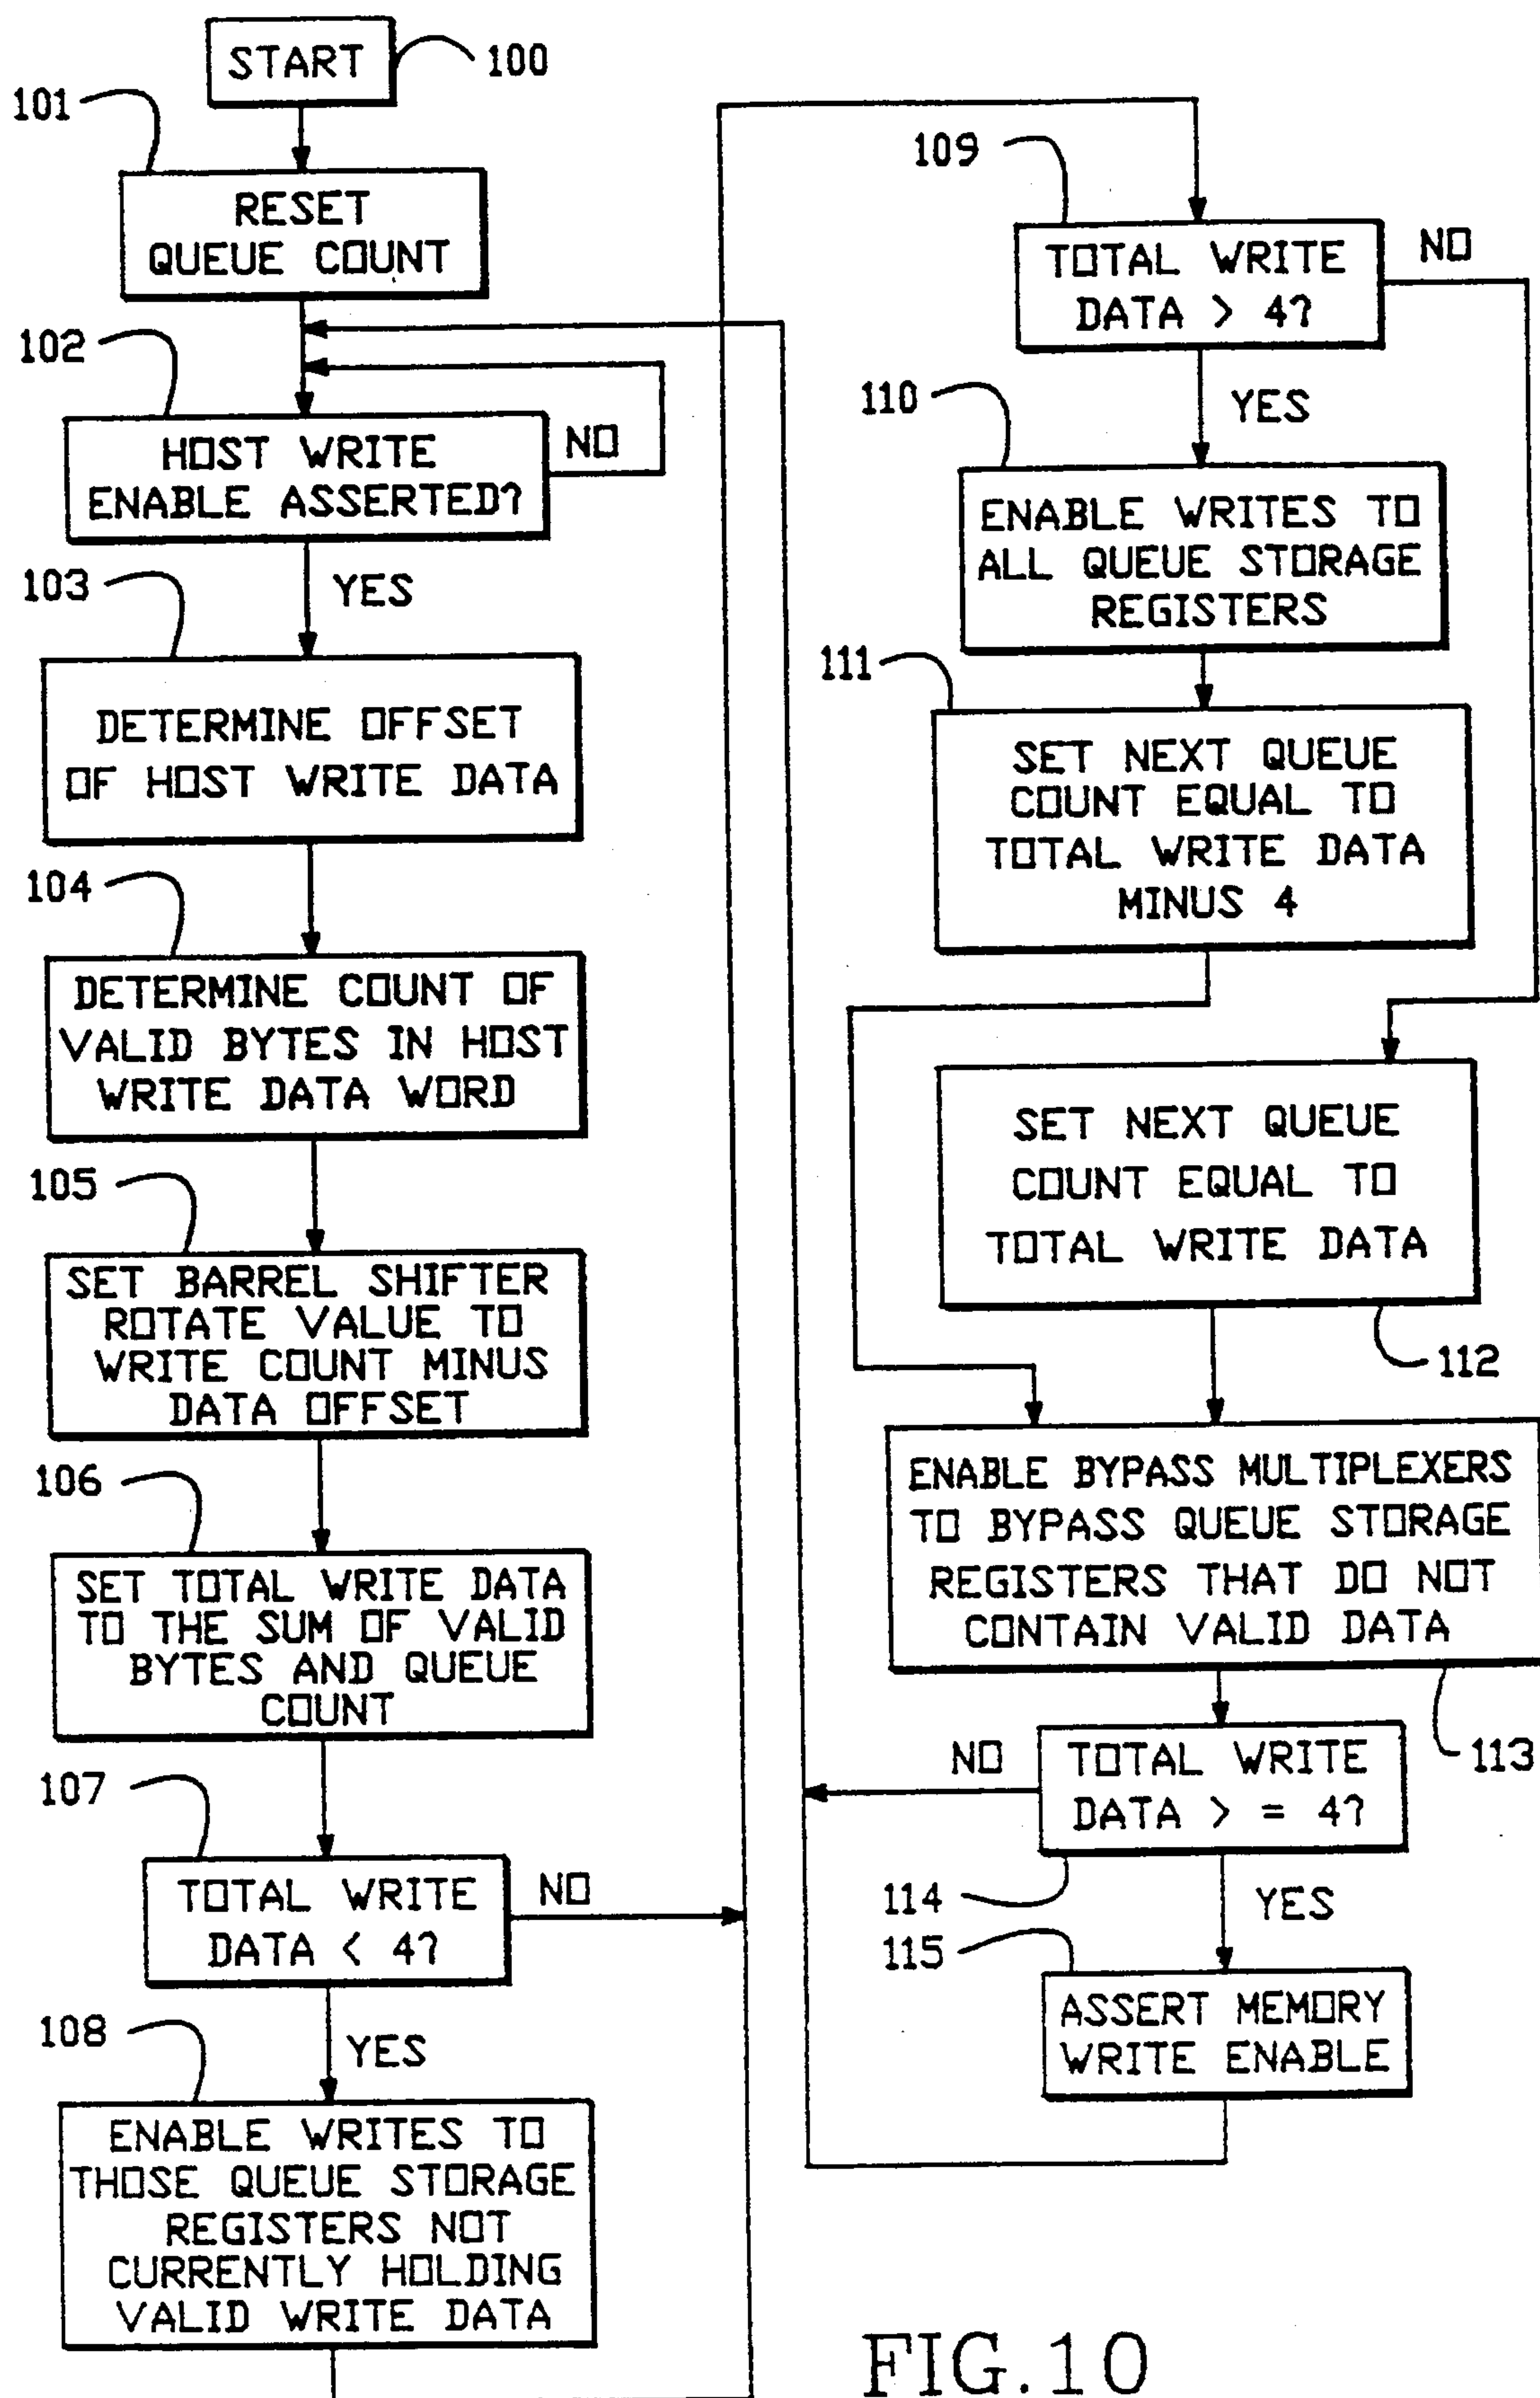 START
100
101
RESET
QUEUE COUNT
102
HOST WRITE
ENABLE ASSERTED?
NO
YES
103
DETERMINE OFFSET
OF HOST WRITE DATA
104
DETERMINE COUNT OF
VALID BYTES IN HOST
WRITE DATA WORD
105
SET BARREL SHIFTER
ROTATE VALUE TO
WRITE COUNT MINUS
DATA OFFSET
106
SET TOTAL WRITE DATA
TO THE SUM OF VALID
BYTES AND QUEUE
COUNT
107
TOTAL WRITE
DATA < 4?
NO
YES
108
ENABLE WRITES TO
THOSE QUEUE STORAGE
REGISTERS NOT
CURRENTLY HOLDING
VALID WRITE DATA
109
TOTAL WRITE
DATA > 4?
NO
YES
110
ENABLE WRITES TO
ALL QUEUE STORAGE
REGISTERS
111
SET NEXT QUEUE
COUNT EQUAL TO
TOTAL WRITE DATA
MINUS 4
SET NEXT QUEUE
COUNT EQUAL TO
TOTAL WRITE DATA
112
ENABLE BYPASS MULTIPLEXERS
TO BYPASS QUEUE STORAGE
REGISTERS THAT DO NOT
CONTAIN VALID DATA
113
NO
TOTAL WRITE
DATA > = 4?
114
YES
115
ASSERT MEMORY
WRITE ENABLE
FIG.10